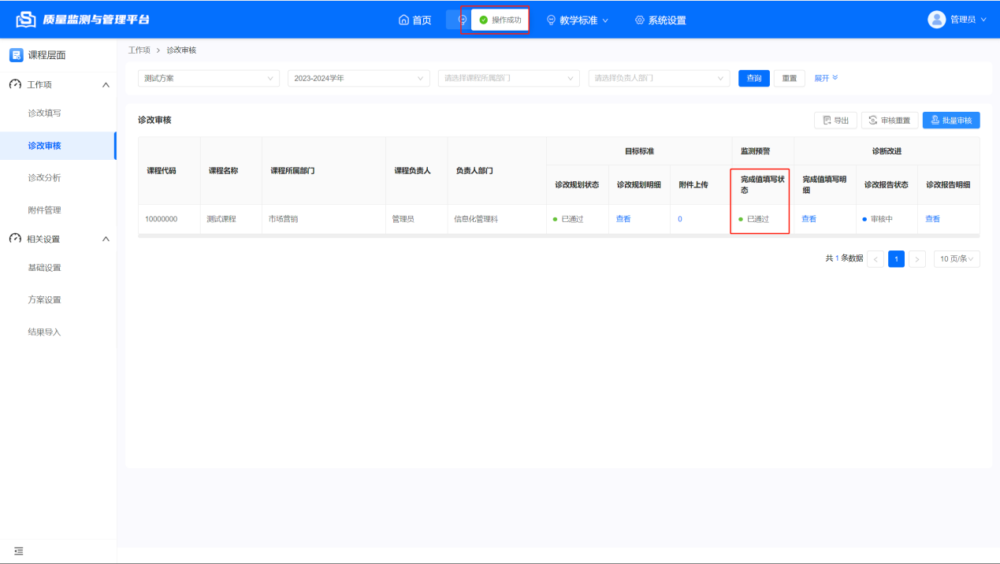 质量监测与管理平台
首页
操作成功
教学标准
系统设置
管理员
课程层面
工作项
诊改填写
诊改审核
诊改分析
附件管理
相关设置
基础设置
方案设置
结果导入
工作项 > 诊改审核
测试方案
2023-2024学年
请选择课程所属部门
请选择负责人部门
查询
重置
展开
诊改审核
导出
审核重置
批量审核
课程代码
课程名称
课程所属部门
课程负责人
负责人部门
目标标准
监测预警
诊断改进
诊改规划状态
诊改规划明细
附件上传
完成值填写状
态
完成值填写明
细
诊改报告状态
诊改报告明细
10000000
测试课程
市场营销
管理员
信息化管理科
已通过
查看
0
已通过
查看
审核中
查看
共 1 条数据
<
1
>
10 页/条